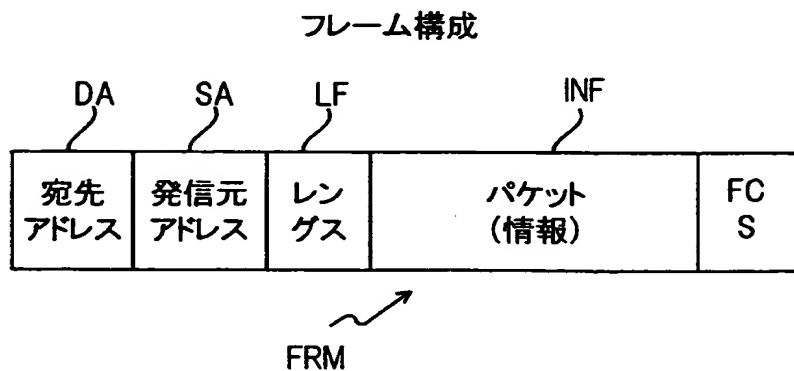 フレーム構成
DA SA LF INF
宛先
アドレス
発信元
アドレス
レン
グス
パケット
(情報)
FC
S
FRM